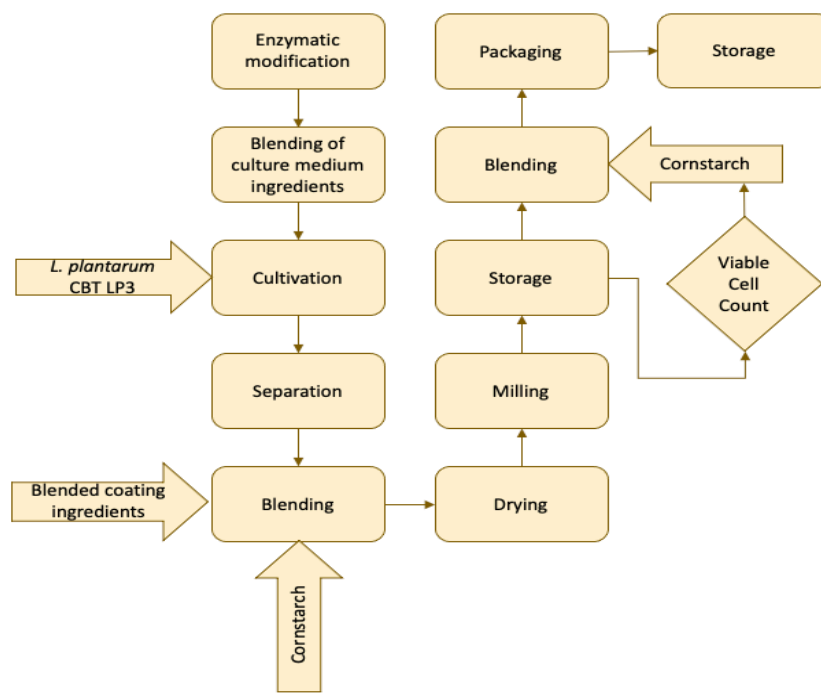 Enzymatic
modification
Blending of
culture medium
ingredients
L. plantarum
CBT LP3
Cultivation
Separation
Blended coating
ingredients
Blending
Cornstarch
Drying
Milling
Storage
Viable
Cell
Count
Cornstarch
Blending
Packaging
Storage